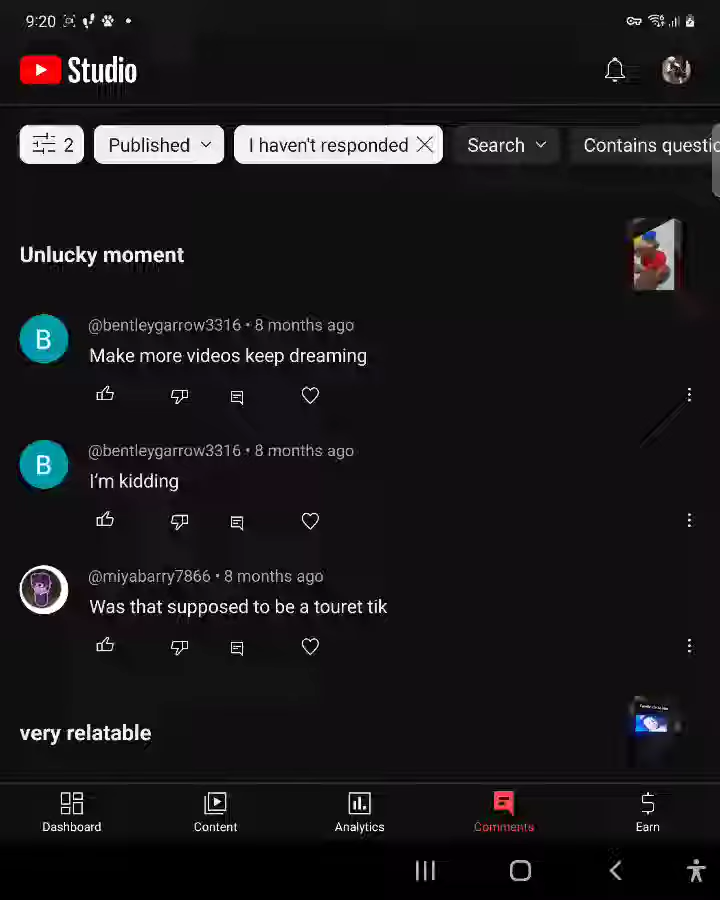 9:20
Studio
2
Published
I haven't responded
Search
Contains questio
Unlucky moment
B
@bentleygarrow3316 • 8 months ago
Make more videos keep dreaming
B
@bentleygarrow3316 • 8 months ago
I'm kidding
@miyabarry7866 • 8 months ago
Was that supposed to be a touret tik
very relatable
Dashboard
Content
Analytics
Comments
Earn